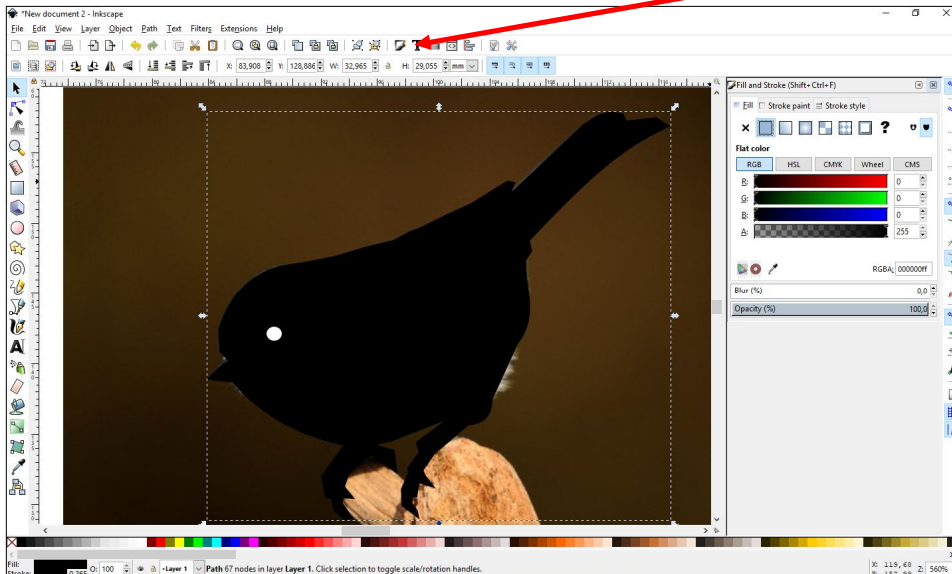 *New document 2 - Inkscape
File Edit View Layer Object Path Text Filters Extensions Help
X: 83,908 Y: 128,886 W: 32,965 H: 29,055 mm
Fill and Stroke (Shift+Ctrl+F)
Fill Stroke paint Stroke style
?
Flat color
RGB HSL CMYK Wheel CMS
R: 0
G: 0
B: 0
A: 255
RGBA: 000000ff
Blur (%) 0,0
Opacity (%) 100,0
Fill:
Stroke: 0,265 O: 100 •Layer 1 Path 67 nodes in layer Layer 1. Click selection to toggle scale/rotation handles. X: 119,68 Z: 560%